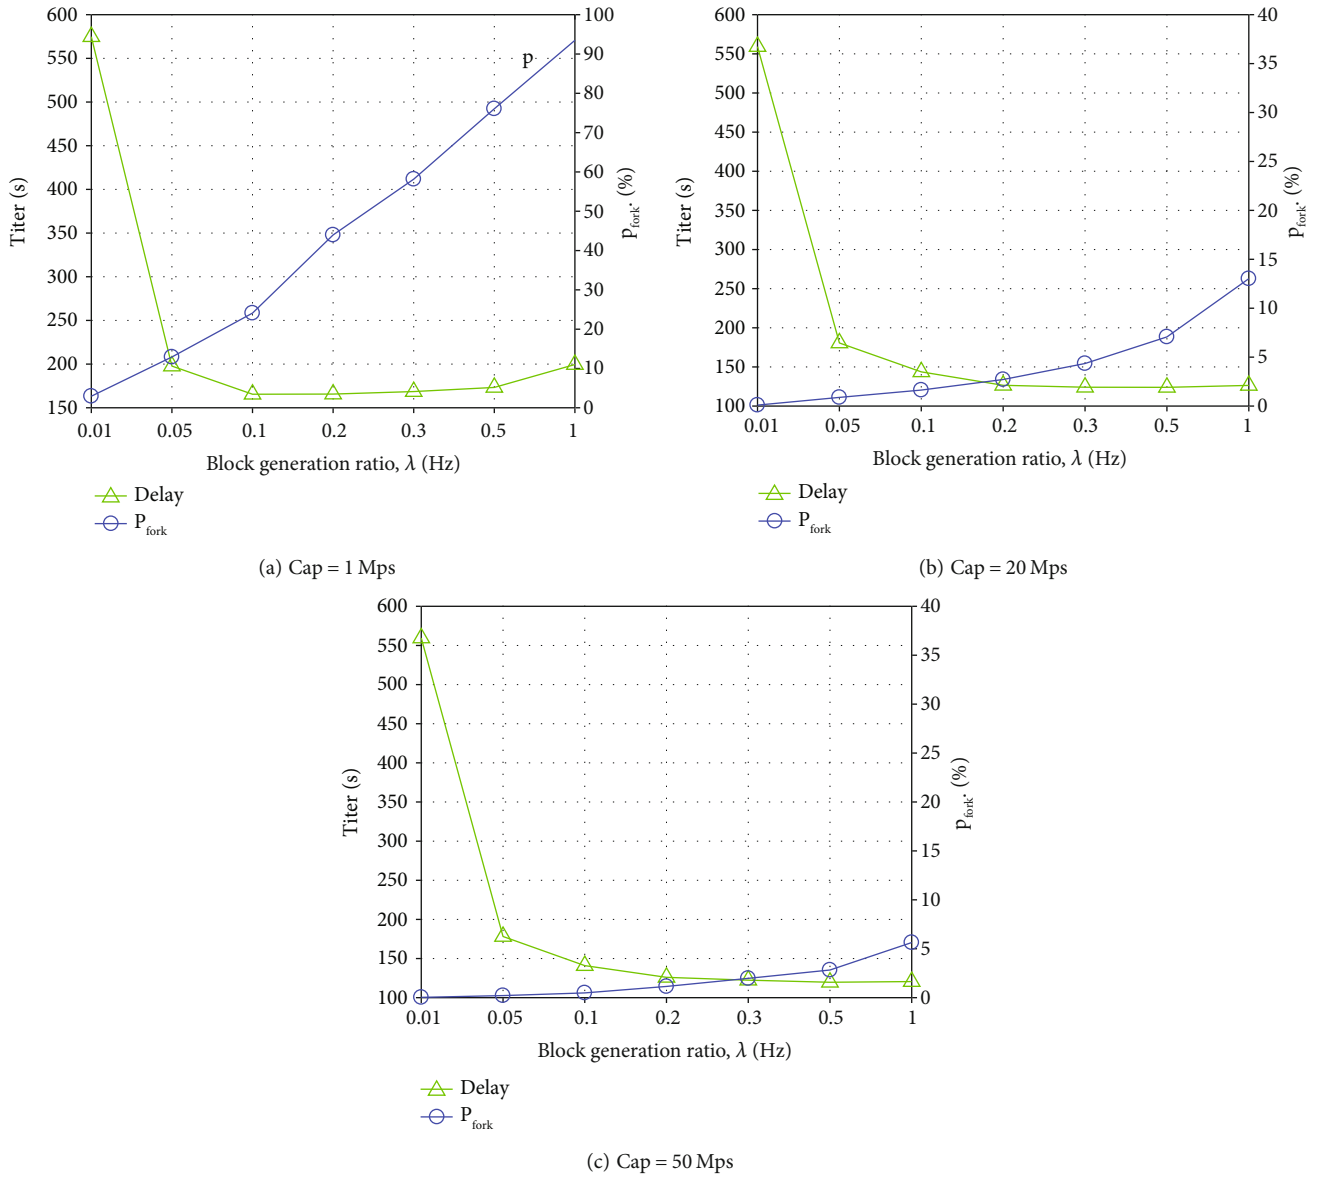 600
550
500
450
400
350
300
250
200
150
Titer (s)
100
90
80
70
60
50
40
30
20
10
0
p_fork. (%)
p
0.01 0.05 0.1 0.2 0.3 0.5 1
Block generation ratio, λ (Hz)
Delay
P_fork
(a) Cap = 1 Mps
600
550
500
450
400
350
300
250
200
150
100
Titer (s)
40
35
30
25
20
15
10
5
0
p_fork. (%)
0.01 0.05 0.1 0.2 0.3 0.5 1
Block generation ratio, λ (Hz)
Delay
P_fork
(b) Cap = 20 Mps
600
550
500
450
400
350
300
250
200
150
100
Titer (s)
40
35
30
25
20
15
10
5
0
p_fork. (%)
0.01 0.05 0.1 0.2 0.3 0.5 1
Block generation ratio, λ (Hz)
Delay
P_fork
(c) Cap = 50 Mps